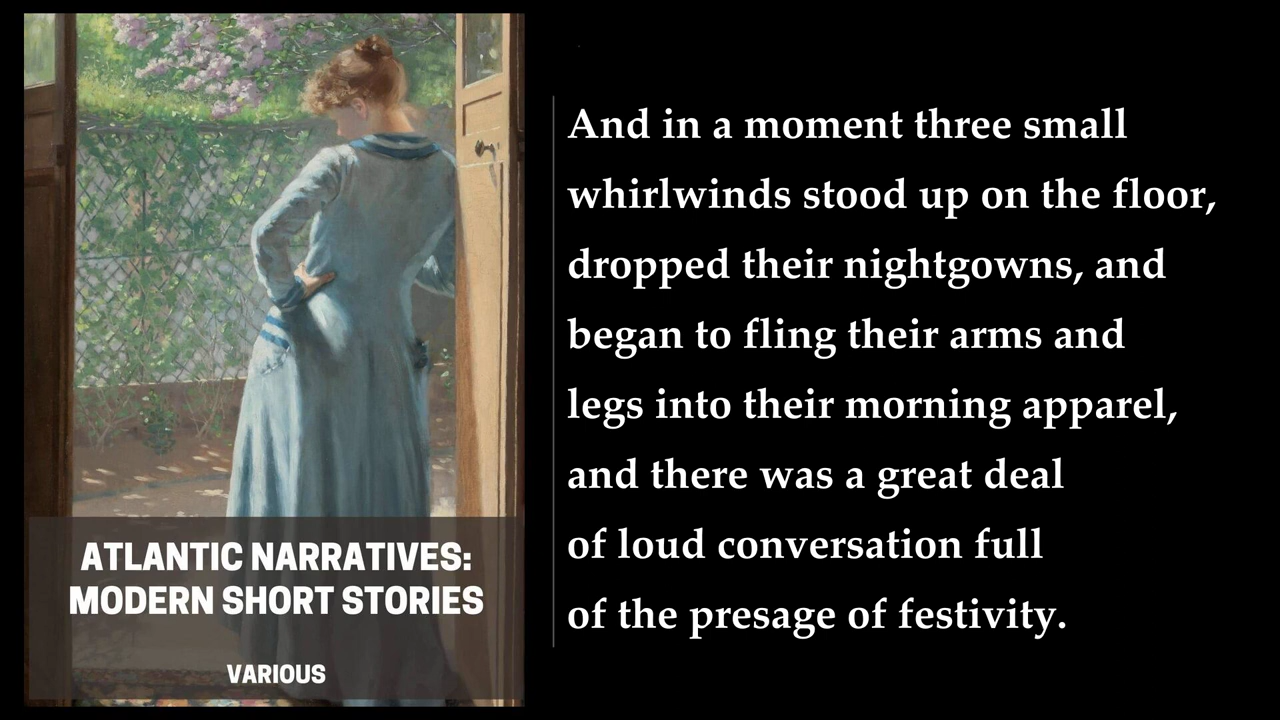 ATLANTIC NARRATIVES:
MODERN SHORT STORIES
VARIOUS
And in a moment three small
whirlwinds stood up on the floor,
dropped their nightgowns, and
began to fling their arms and
legs into their morning apparel,
and there was a great deal
of loud conversation full
of the presage of festivity.